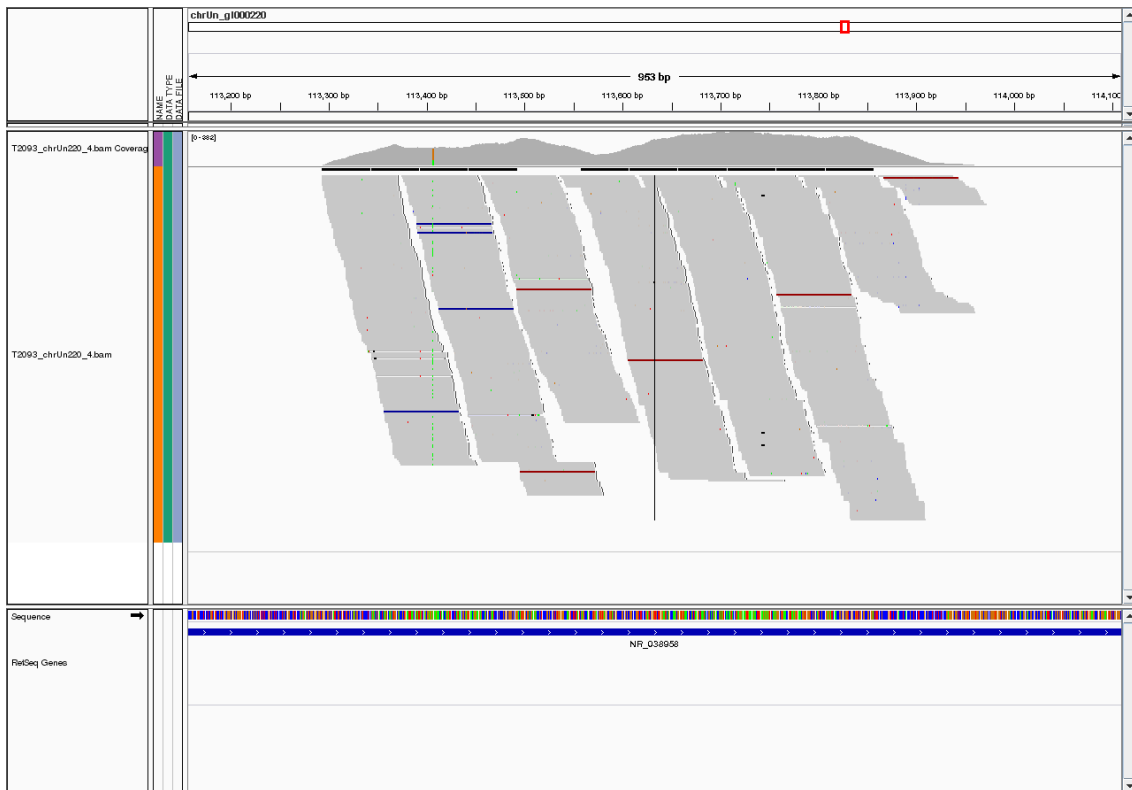 chrUn_gl000220
953 bp
113,200 bp 113,300 bp 113,400 bp 113,500 bp 113,600 bp 113,700 bp 113,800 bp 113,900 bp 114,000 bp 114,100
NAME
DATA TYPE
DATA FILE
T2093_chrUn220_4.bam Coverag
[0-382]
T2093_chrUn220_4.bam
Sequence
NR_038958
RefSeq Genes